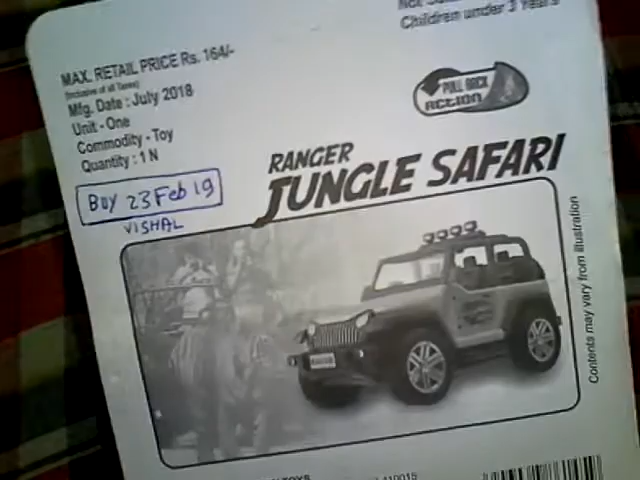 Children under 3 Years
MAX. RETAIL PRICE Rs. 164/-
(Inclusive of all Taxes)
Mfg. Date : July 2018
Unit - One
Commodity - Toy
Quantity : 1 N
PULL BACK
ACTION
BUY 23 Feb 19
VISHAL
RANGER
JUNGLE SAFARI
Contents may vary from illustration